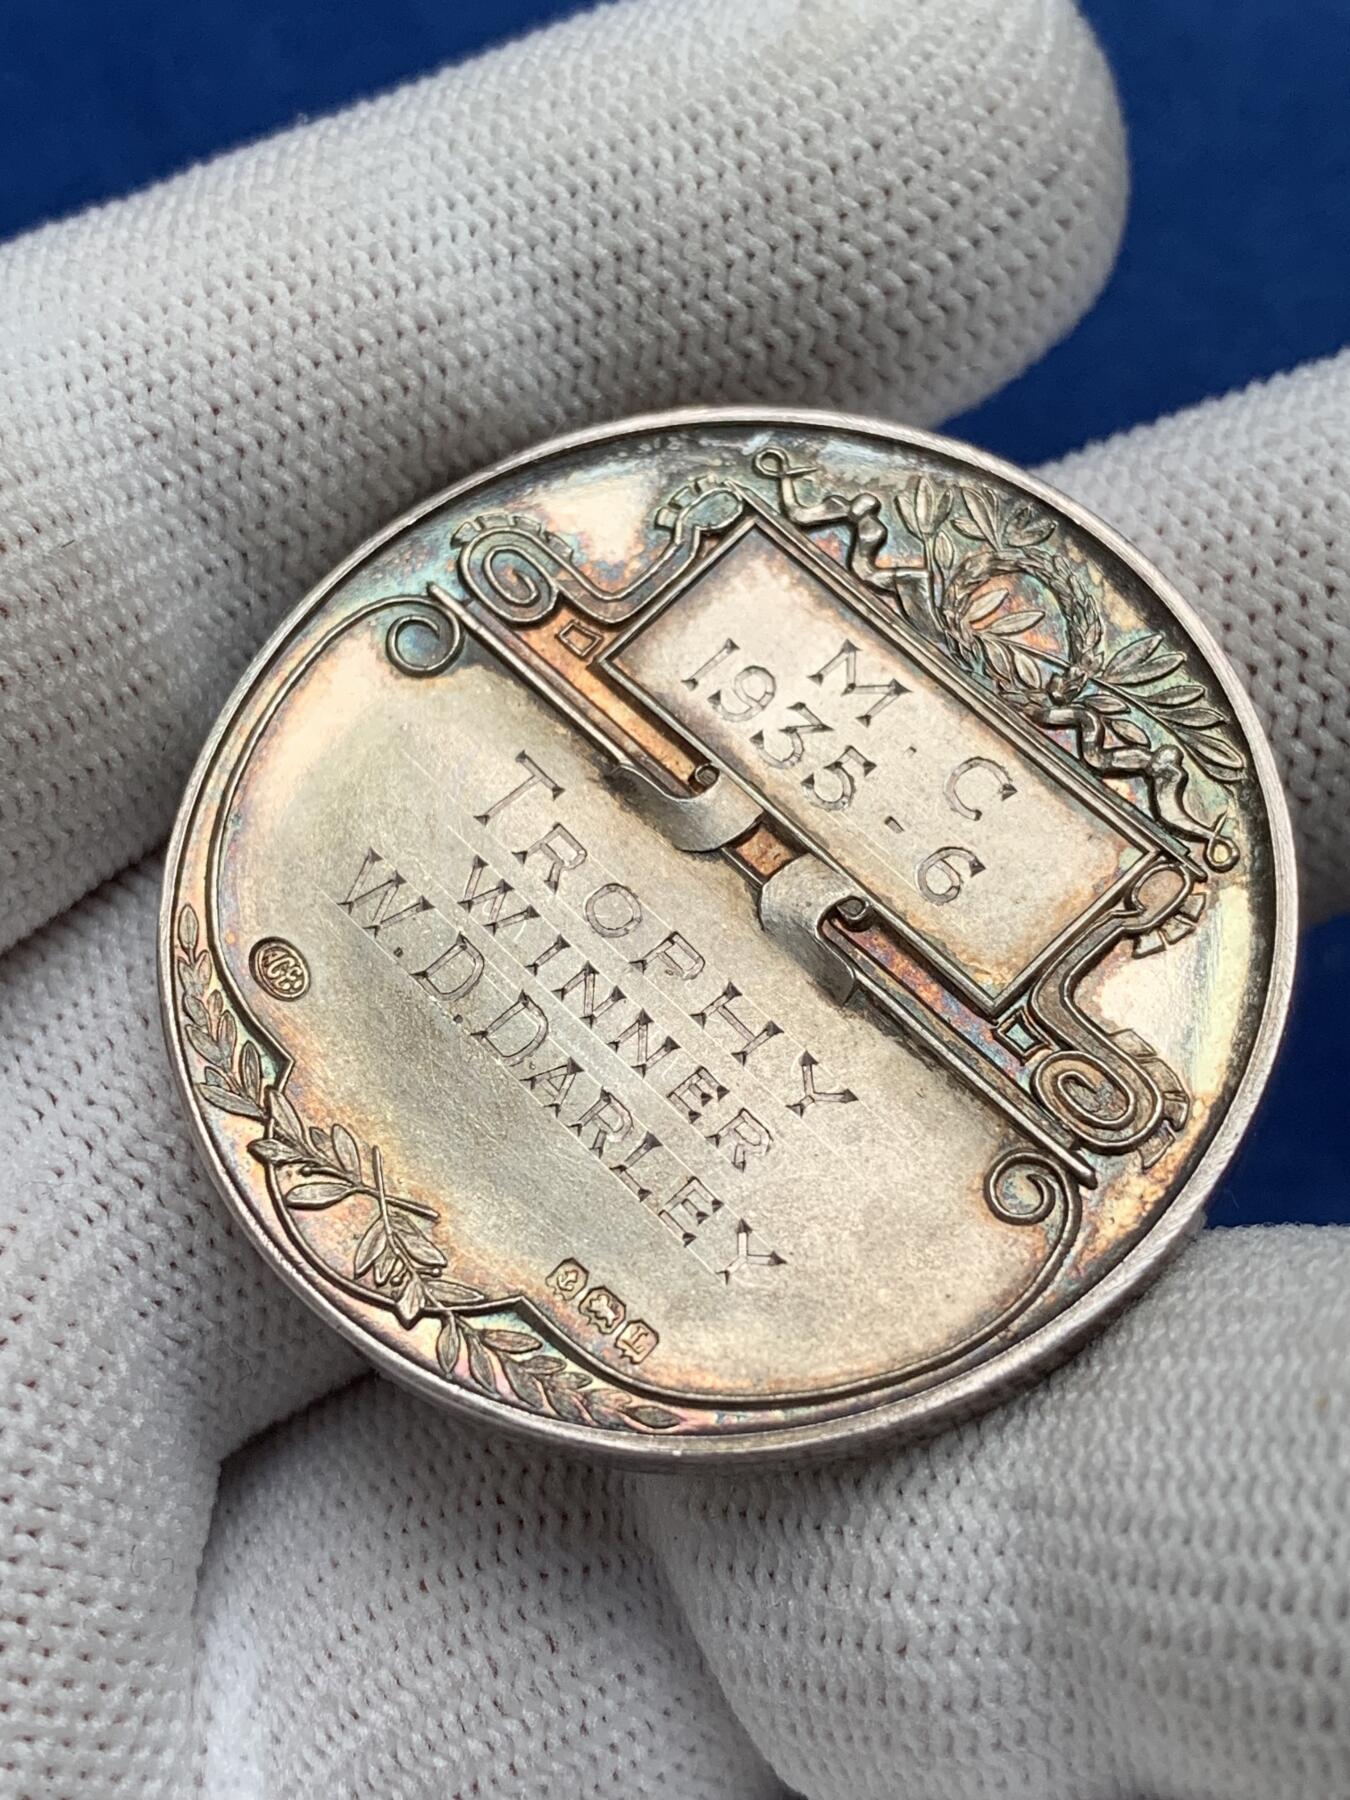 M. C
1935-6
TROPHY
WINNER
W.D.DARLEY
L